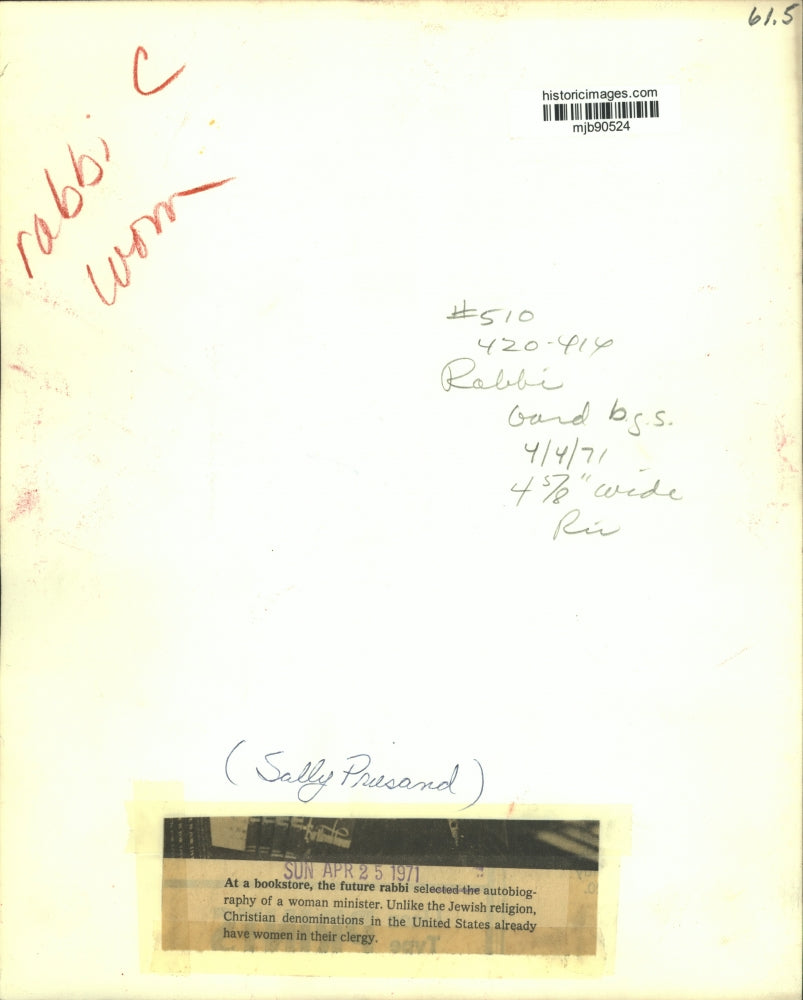 61.5
C
rabbi
wom
historicimages.com
mjb90524
#510
420-414
Rabbi
b.g.s.
4/4/71
4 5/8" wide
(Sally Priesand)
SUN APR 25 1971
At a bookstore, the future rabbi selected the autobiog-
raphy of a woman minister. Unlike the Jewish religion,
Christian denominations in the United States already
have women in their clergy.